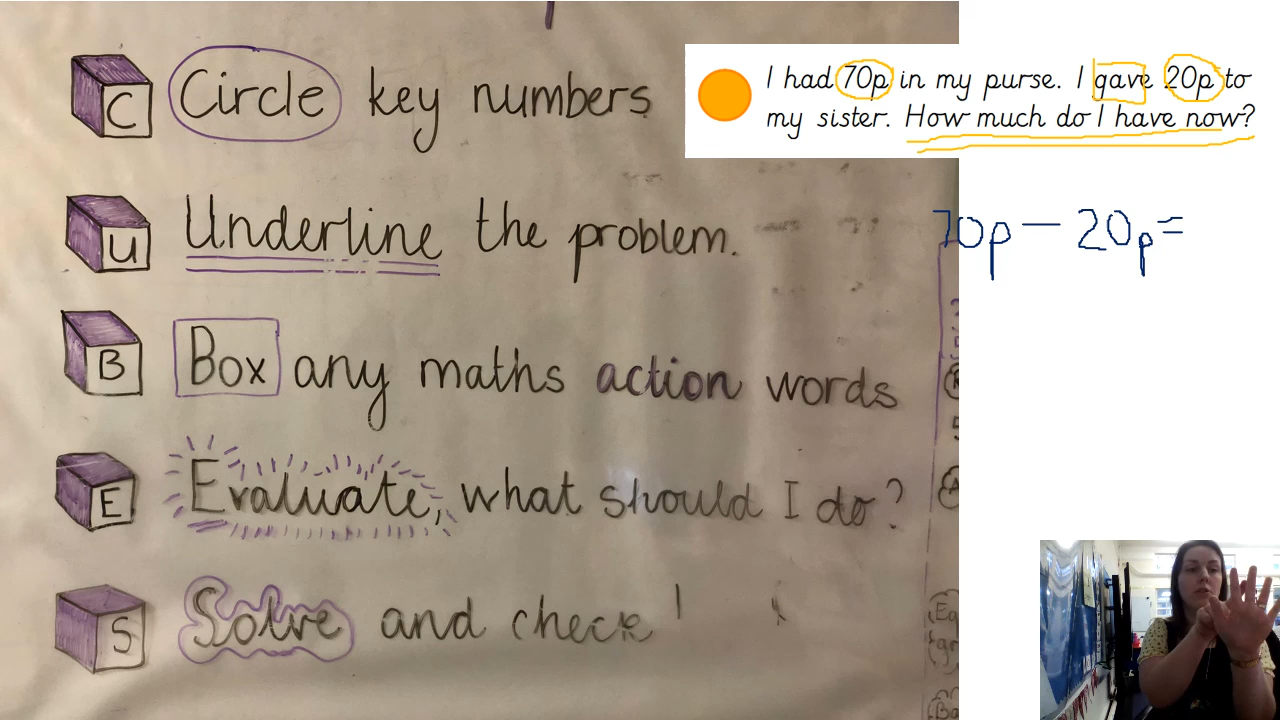 C Circle key numbers
I had 70p in my purse. I gave 20p to
my sister. How much do I have now?
U Underline the problem.
70p - 20p =
B Box any maths action words
E Evaluate, what should I do?
S Solve and check!